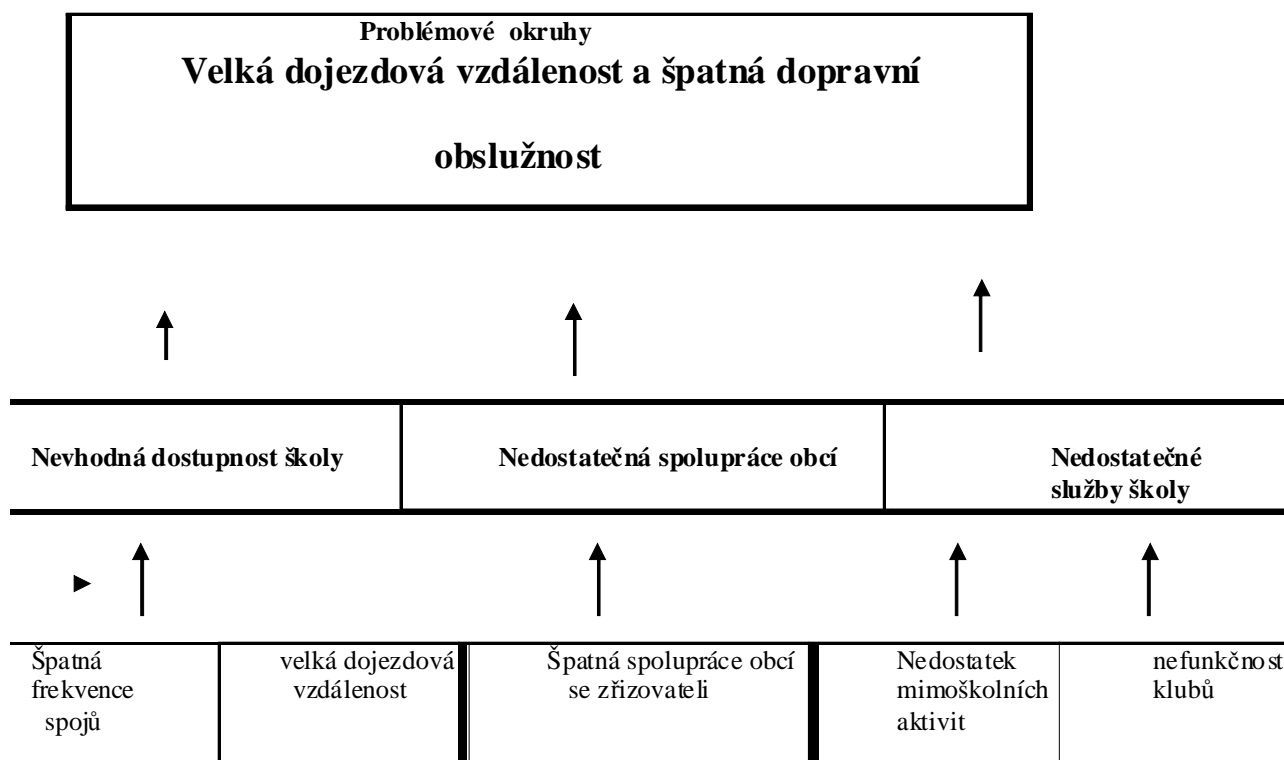 Problémové okruhy
Velká dojezdová vzdálenost a špatná dopravní
obslužnost
Nevhodná dostupnost školy
Nedostatečná spolupráce obcí
Nedostatečné
služby školy
Špatná
frekvence
spojů
velká dojezdová
vzdálenost
Špatná spolupráce obcí
se zřizovateli
Nedostatek
mimoškolních
aktivit
nefunkčnost
klubů